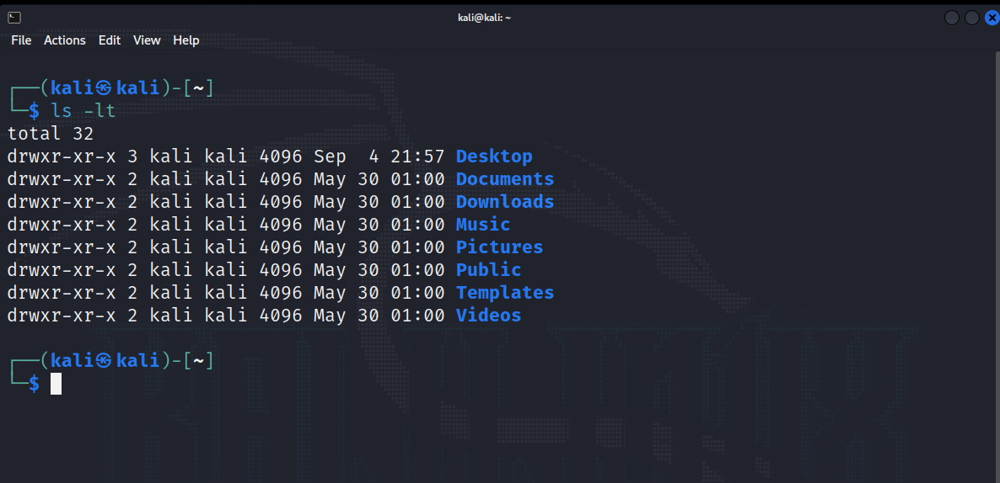 kali@kali: ~
File Actions Edit View Help
┌──(kali㉿kali)-[~]
└─$ ls -lt
total 32
drwxr-xr-x 3 kali kali 4096 Sep  4 21:57 Desktop
drwxr-xr-x 2 kali kali 4096 May 30 01:00 Documents
drwxr-xr-x 2 kali kali 4096 May 30 01:00 Downloads
drwxr-xr-x 2 kali kali 4096 May 30 01:00 Music
drwxr-xr-x 2 kali kali 4096 May 30 01:00 Pictures
drwxr-xr-x 2 kali kali 4096 May 30 01:00 Public
drwxr-xr-x 2 kali kali 4096 May 30 01:00 Templates
drwxr-xr-x 2 kali kali 4096 May 30 01:00 Videos
┌──(kali㉿kali)-[~]
└─$